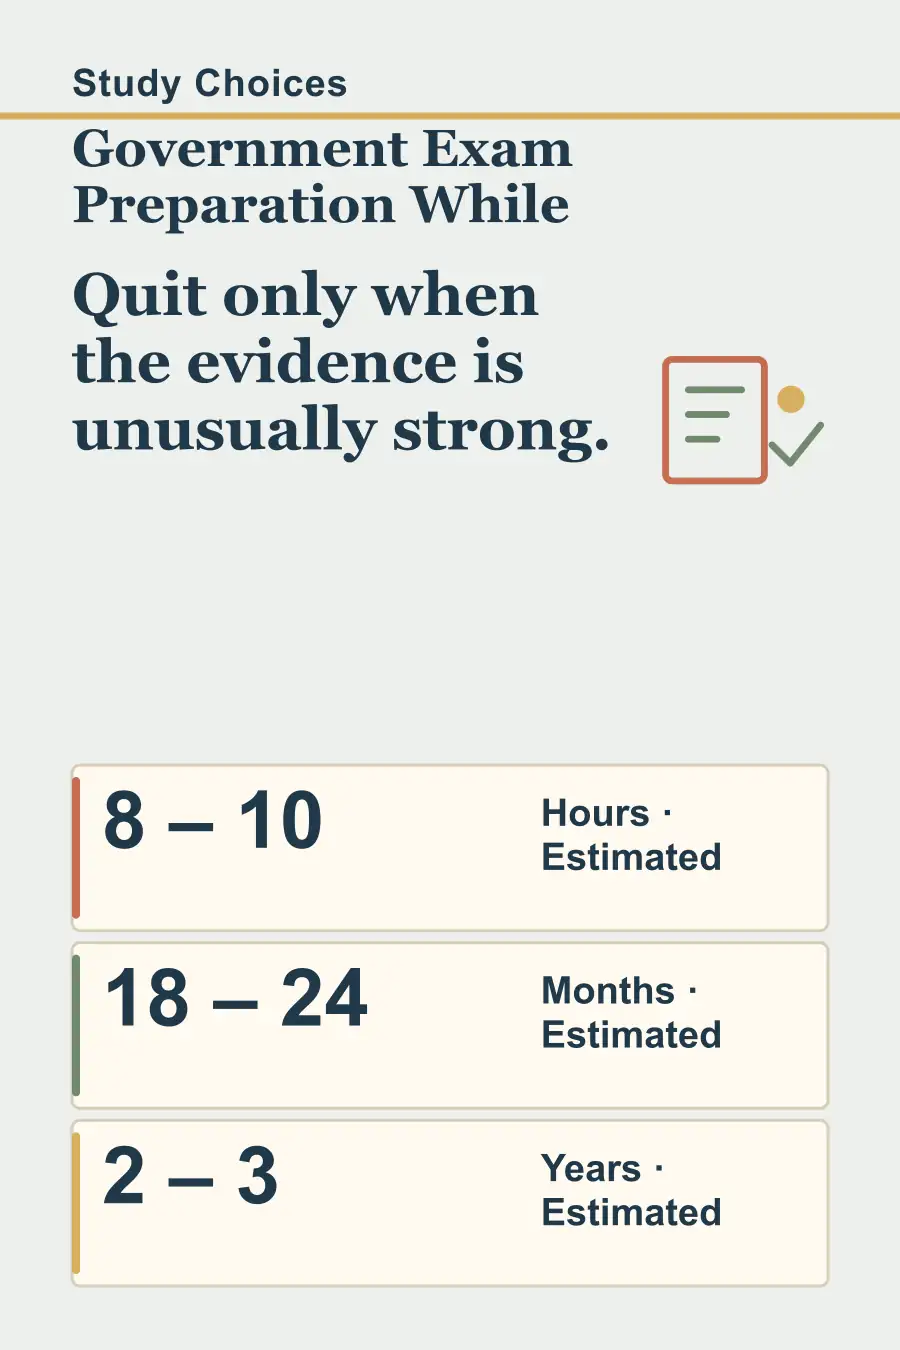 Study Choices
Government Exam
Preparation While
Quit only when
the evidence is
unusually strong.
8 – 10
Hours ·
Estimated
18 – 24
Months ·
Estimated
2 – 3
Years ·
Estimated